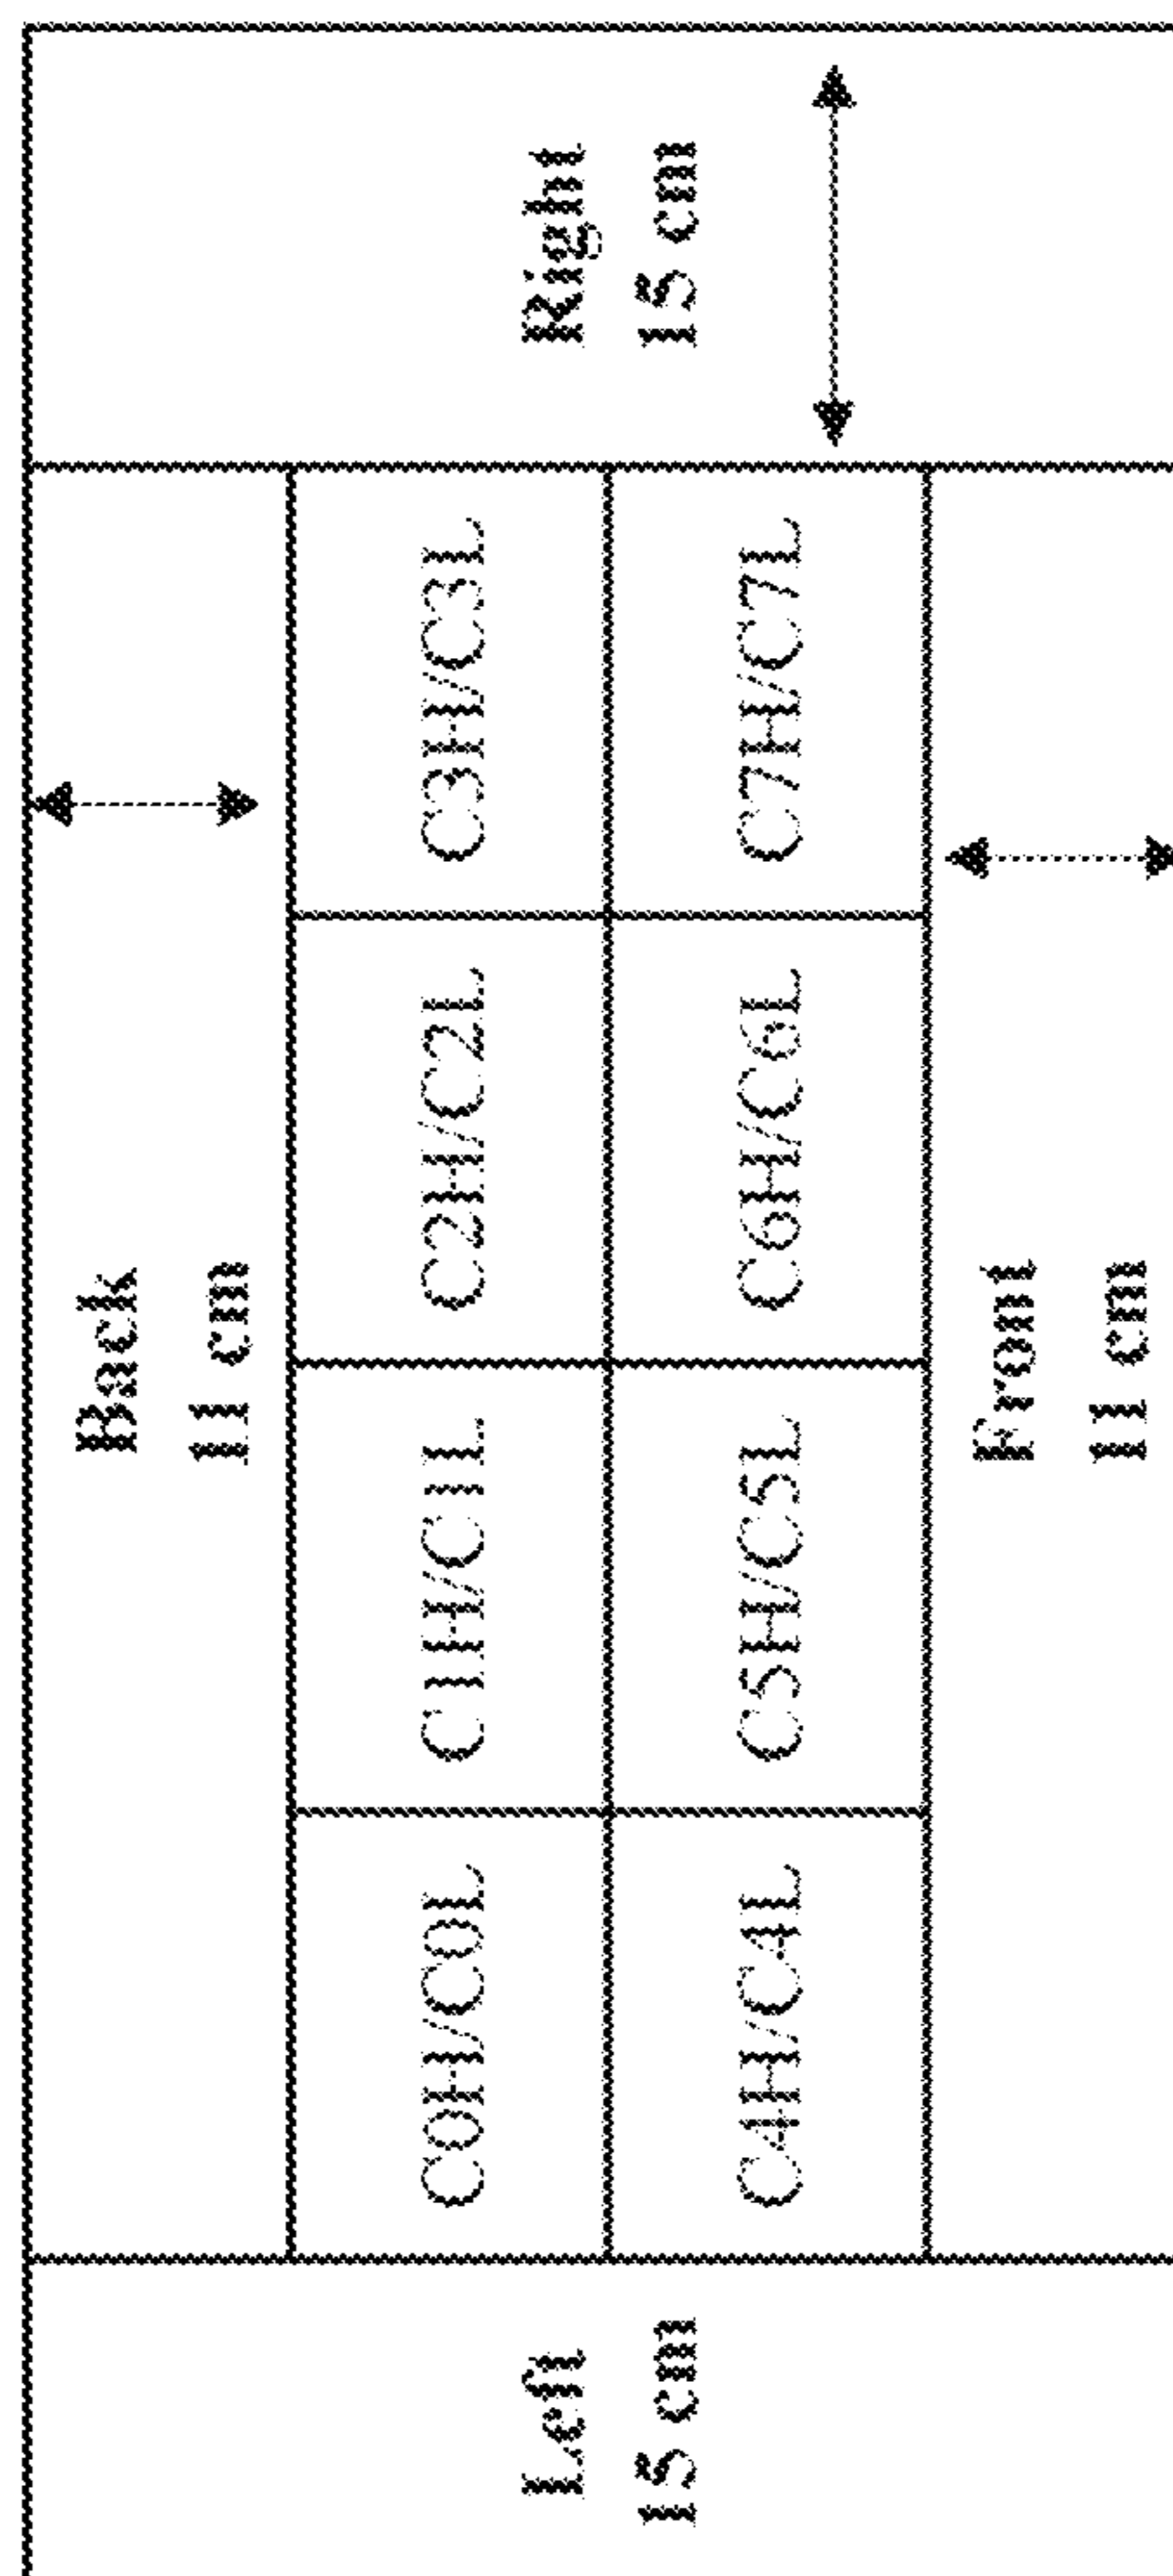 Back
11 cm
C0H/C0L
C1H/C1L
C2H/C2L
C3H/C3L
Left
15 cm
Right
15 cm
C4H/C4L
C5H/C5L
C6H/C6L
C7H/C7L
Front
11 cm